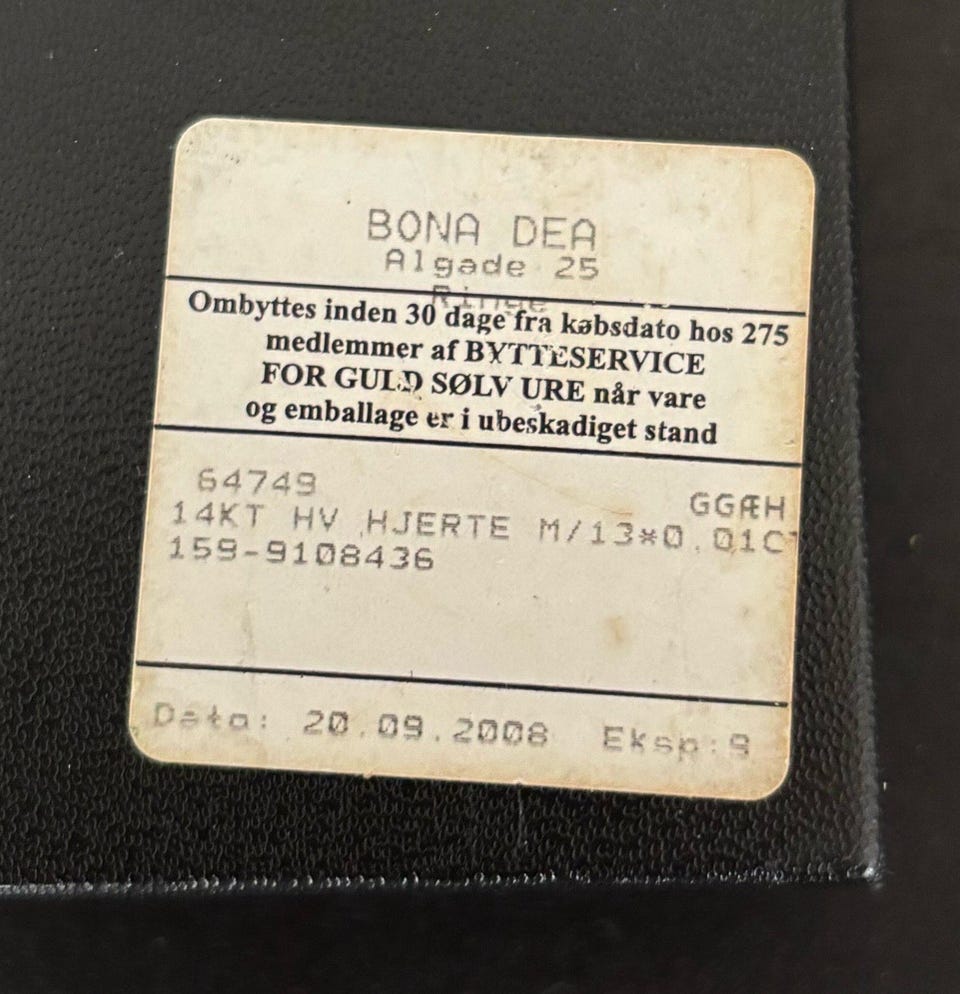 BONA DEA
Algade 25
Ringe
Ombyttes inden 30 dage fra købsdato hos 275
medlemmer af BYTTESERVICE
FOR GULD SØLV URE når vare
og emballage er i ubeskadiget stand
64749 GGÆH
14KT HV HJERTE M/13*0.01CT
159-9108436
Dato: 20.09.2008 Eksp:9